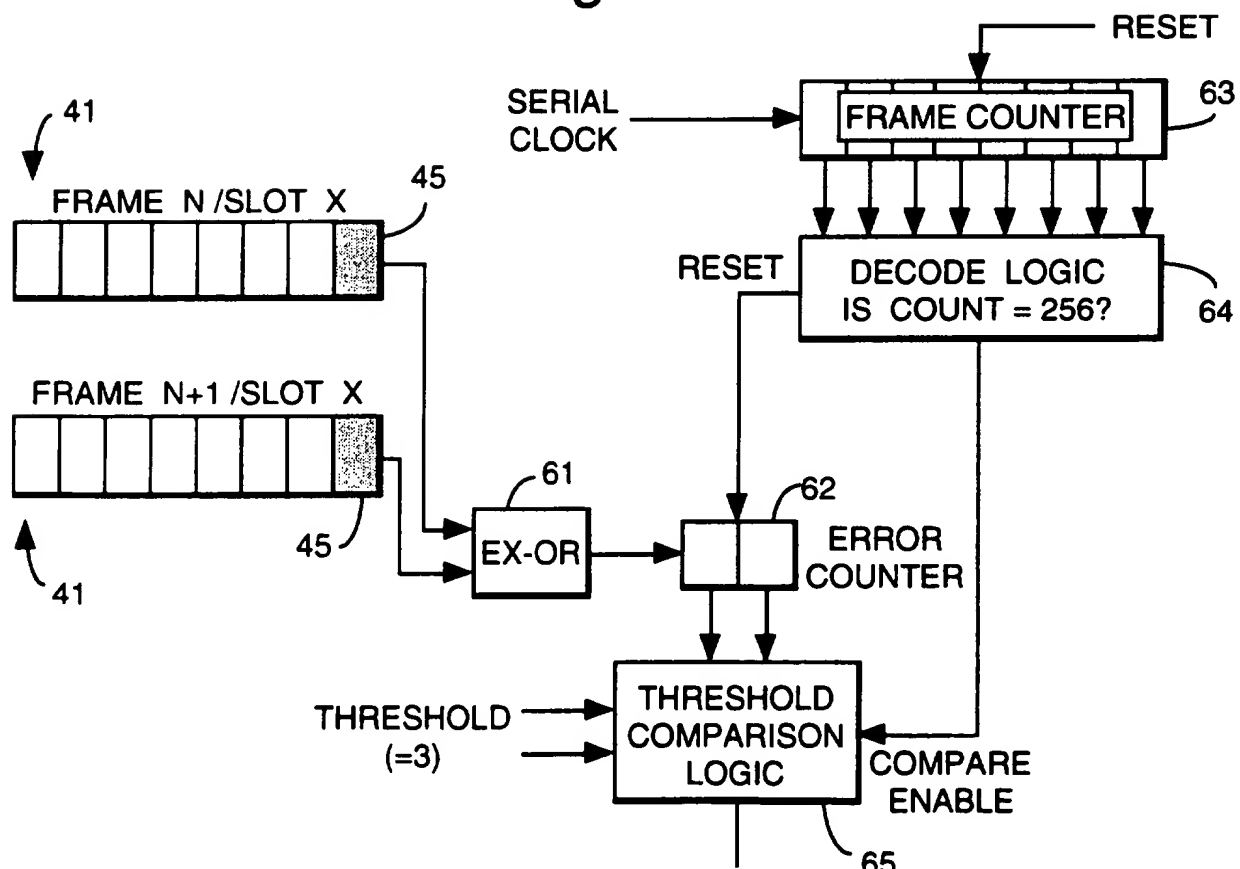 RESET
SERIAL
CLOCK
FRAME COUNTER
63
41
FRAME N /SLOT X
45
RESET
DECODE LOGIC
IS COUNT = 256?
64
FRAME N+1 /SLOT X
45
41
61
EX-OR
62
ERROR
COUNTER
THRESHOLD
(=3)
THRESHOLD
COMPARISON
LOGIC
COMPARE
ENABLE
65